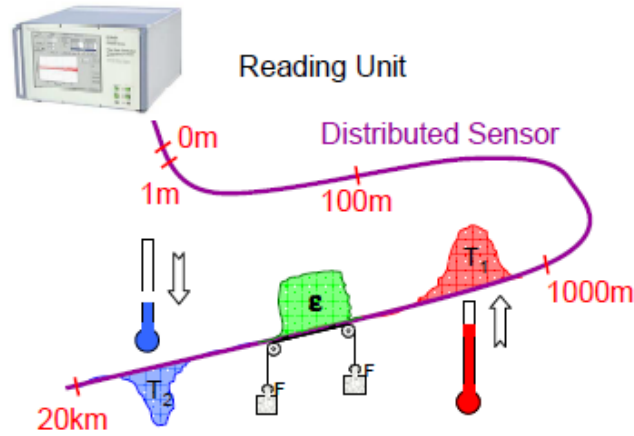 Reading Unit
Distributed Sensor
0m
1m
100m
1000m
T1
ε
T2
F
F
20km